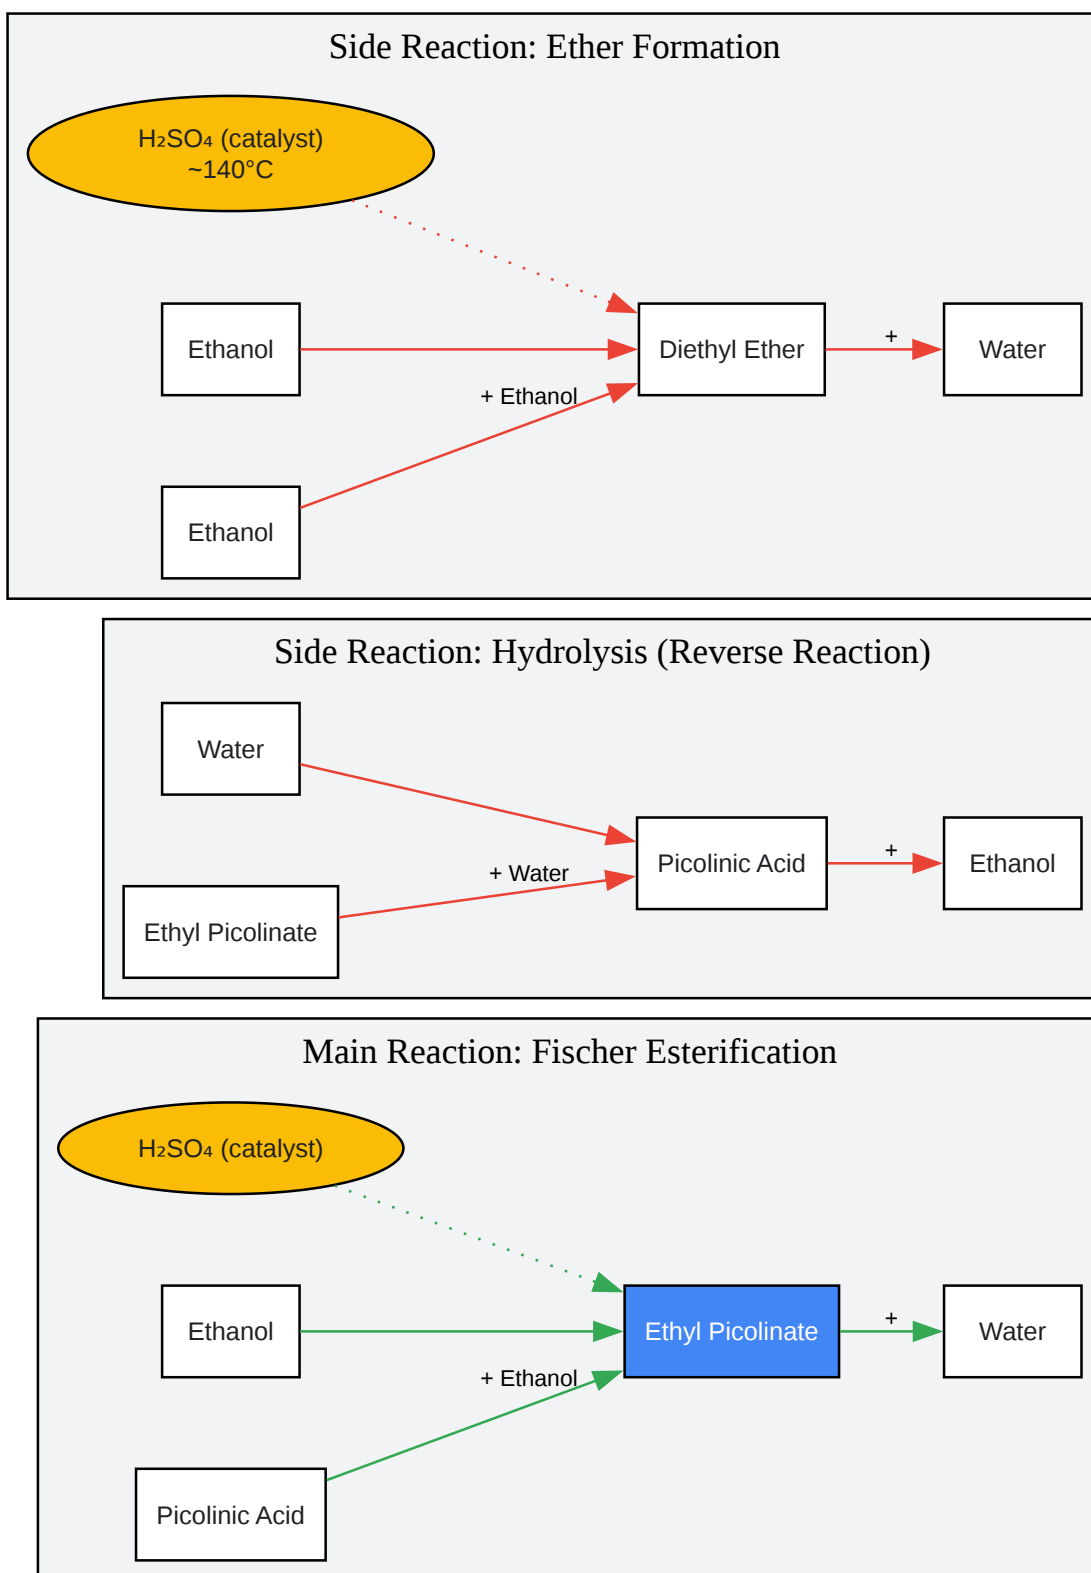 Side Reaction: Ether Formation
H₂SO₄ (catalyst)
~140°C
Ethanol
Diethyl Ether
+
Water
+ Ethanol
Ethanol
Side Reaction: Hydrolysis (Reverse Reaction)
Water
Picolinic Acid
+
Ethanol
+ Water
Ethyl Picolinate
Main Reaction: Fischer Esterification
H₂SO₄ (catalyst)
Ethanol
Ethyl Picolinate
+
Water
+ Ethanol
Picolinic Acid